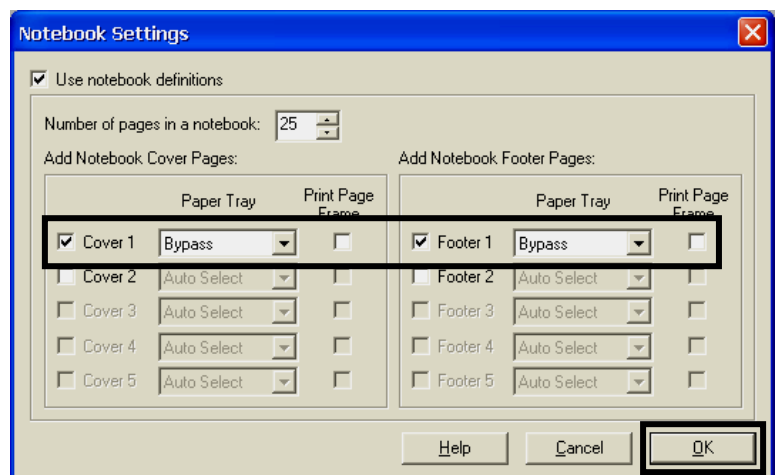 Notebook Settings
Use notebook definitions
Number of pages in a notebook: 25
Add Notebook Cover Pages: Add Notebook Footer Pages:
Paper Tray Print Page Frame Paper Tray Print Page Frame
Cover 1 Bypass Footer 1 Bypass
Cover 2 Auto Select Footer 2 Auto Select
Cover 3 Auto Select Footer 3 Auto Select
Cover 4 Auto Select Footer 4 Auto Select
Cover 5 Auto Select Footer 5 Auto Select
Help Cancel OK